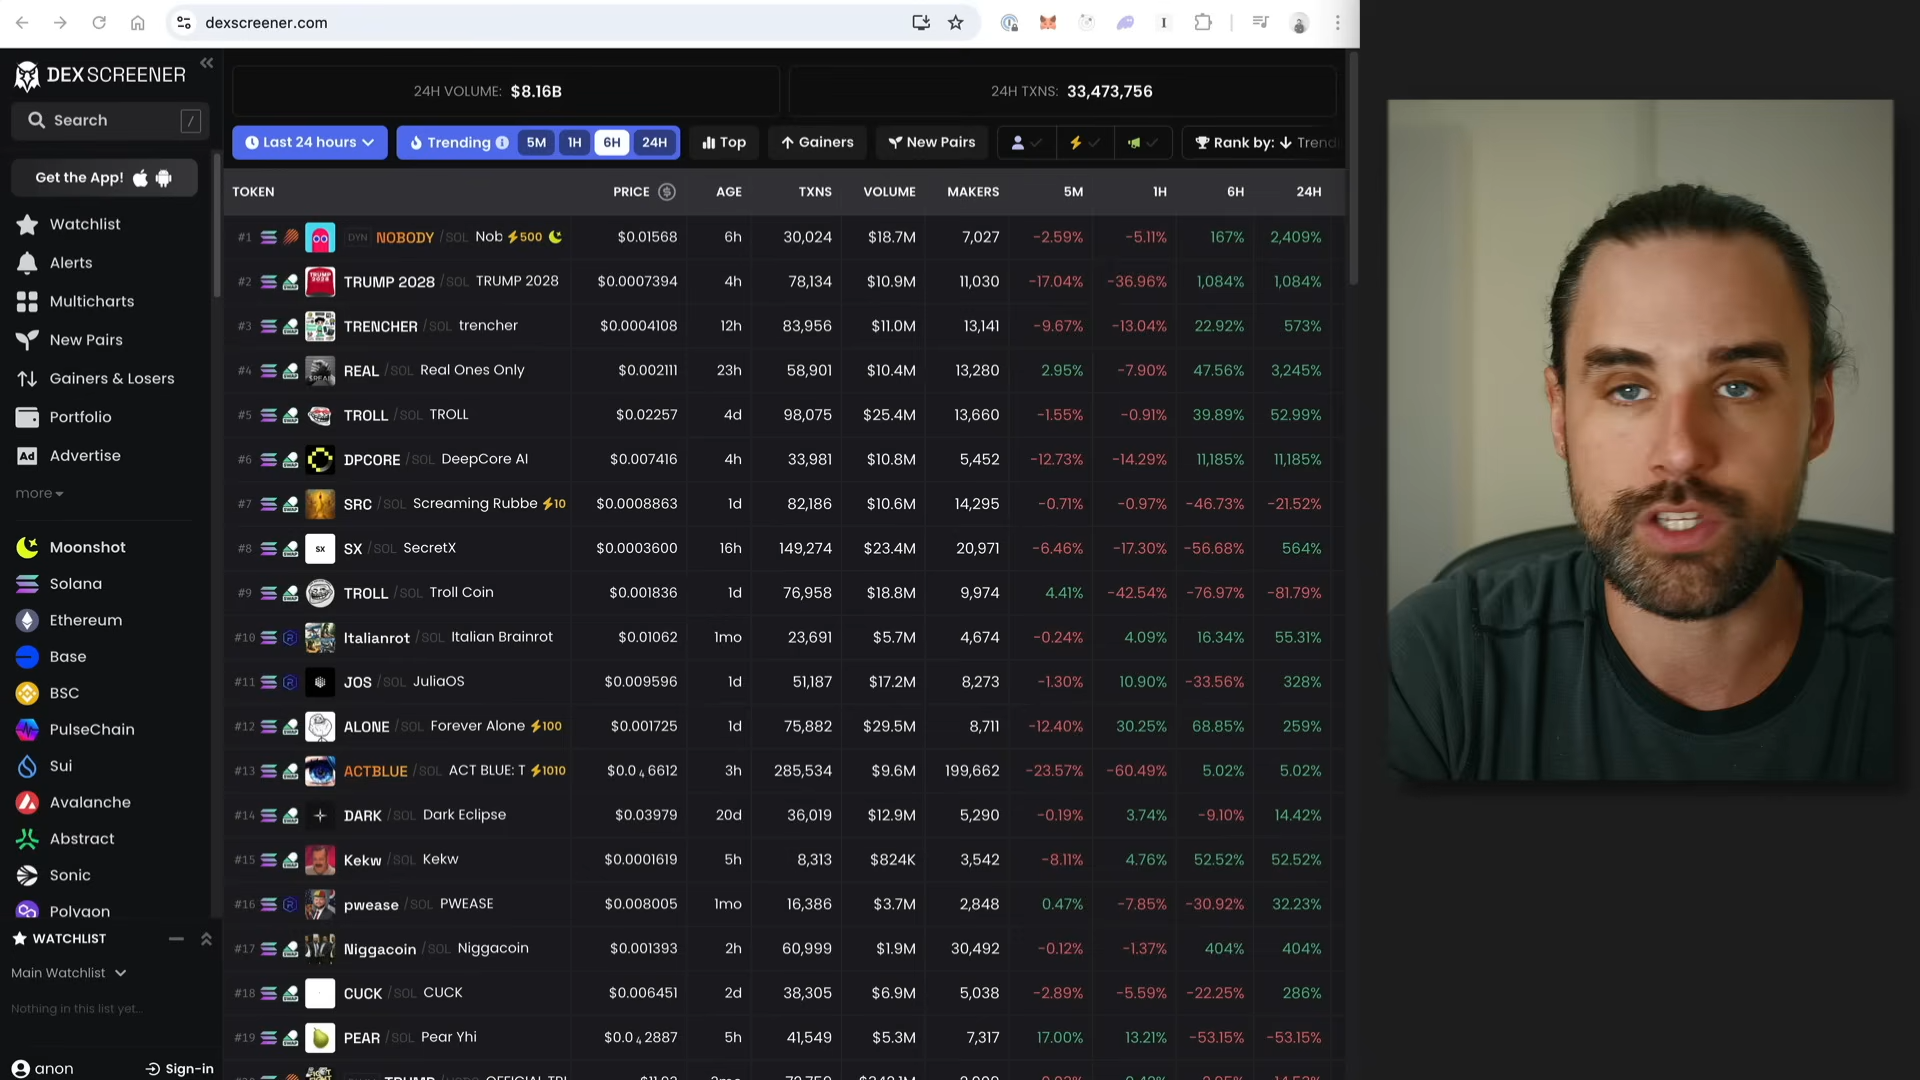 dexscreener.com
DEX SCREENER
Search /
Get the App!
Watchlist
Alerts
Multicharts
New Pairs
Gainers & Losers
Portfolio
Ad Advertise
more
Moonshot
Solana
Ethereum
Base
BSC
PulseChain
Sui
Avalanche
Abstract
Sonic
Polygon
WATCHLIST
Main Watchlist
Nothing in this list yet...
anon Sign-in
24H VOLUME: $8.16B
24H TXNS: 33,473,756
Last 24 hours Trending 5M 1H 6H 24H Top Gainers New Pairs Rank by: Trend
TOKEN PRICE AGE TXNS VOLUME MAKERS 5M 1H 6H 24H
#1 DYN NOBODY /SOL Nob 500 $0.01568 6h 30,024 $18.7M 7,027 -2.59% -5.11% 167% 2,409%
#2 TRUMP 2028 /SOL TRUMP 2028 $0.0007394 4h 78,134 $10.9M 11,030 -17.04% -36.96% 1,084% 1,084%
#3 TRENCHER /SOL trencher $0.0004108 12h 83,956 $11.0M 13,141 -9.67% -13.04% 22.92% 573%
#4 REAL /SOL Real Ones Only $0.002111 23h 58,901 $10.4M 13,280 2.95% -7.90% 47.56% 3,245%
#5 TROLL /SOL TROLL $0.02257 4d 98,075 $25.4M 13,660 -1.55% -0.91% 39.89% 52.99%
#6 DPCORE /SOL DeepCore AI $0.007416 4h 33,981 $10.8M 5,452 -12.73% -14.29% 11,185% 11,185%
#7 SRC /SOL Screaming Rubbe 10 $0.0008863 1d 82,186 $10.6M 14,295 -0.71% -0.97% -46.73% -21.52%
#8 SX SX /SOL SecretX $0.0003600 16h 149,274 $23.4M 20,971 -6.46% -17.30% -56.68% 564%
#9 TROLL /SOL Troll Coin $0.001836 1d 76,958 $18.8M 9,974 4.41% -42.54% -76.97% -81.79%
#10 Italianrot /SOL Italian Brainrot $0.01062 1mo 23,691 $5.7M 4,674 -0.24% 4.09% 16.34% 55.31%
#11 JOS /SOL JuliaOS $0.009596 1d 51,187 $17.2M 8,273 -1.30% 10.90% -33.56% 328%
#12 ALONE /SOL Forever Alone 100 $0.001725 1d 75,882 $29.5M 8,711 -12.40% 30.25% 68.85% 259%
#13 ACTBLUE /SOL ACT BLUE: T 1010 $0.0₄6612 3h 285,534 $9.6M 199,662 -23.57% -60.49% 5.02% 5.02%
#14 DARK /SOL Dark Eclipse $0.03979 20d 36,019 $12.9M 5,290 -0.19% 3.74% -9.10% 14.42%
#15 Kekw /SOL Kekw $0.0001619 5h 8,313 $824K 3,542 -8.11% 4.76% 52.52% 52.52%
#16 pwease /SOL PWEASE $0.008005 1mo 16,386 $3.7M 2,848 0.47% -7.85% -30.92% 32.23%
#17 Niggacoin /SOL Niggacoin $0.001393 2h 60,999 $1.9M 30,492 -0.12% -1.37% 404% 404%
#18 CUCK /SOL CUCK $0.006451 2d 38,305 $6.9M 5,038 -2.89% -5.59% -22.25% 286%
#19 PEAR /SOL Pear Yhi $0.0₄2887 5h 41,549 $5.3M 7,317 17.00% 13.21% -53.15% -53.15%